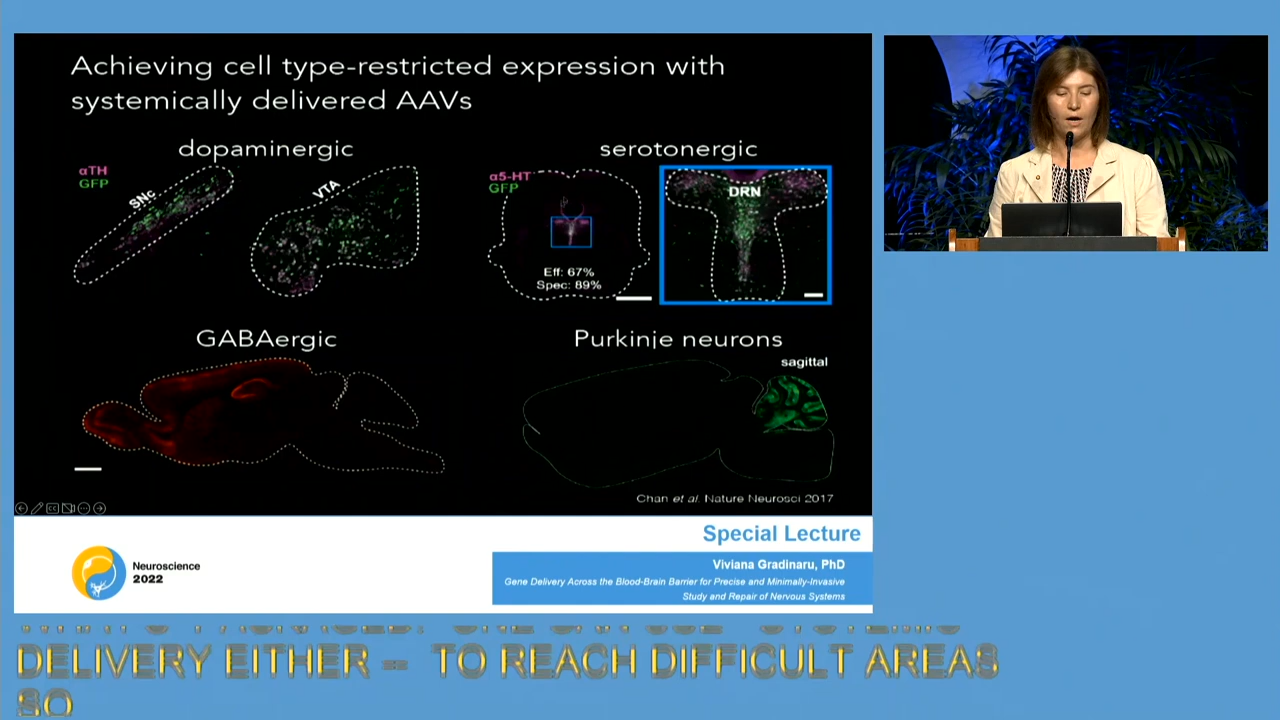 Achieving cell type-restricted expression with
systemically delivered AAVs
dopaminergic
αTH
GFP
SNc
VTA
serotonergic
α5-HT
GFP
Eff: 67%
Spec: 89%
DRN
GABAergic
Purkinje neurons
sagittal
Chan et al. Nature Neurosci 2017
Special Lecture
Neuroscience
2022
Viviana Gradinaru, PhD
Gene Delivery Across the Blood-Brain Barrier for Precise and Minimally-Invasive
Study and Repair of Nervous Systems
DELIVERY EITHER -- TO REACH DIFFICULT AREAS
SO